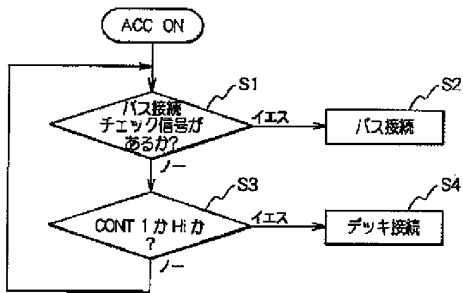 ACC ON
S1
バス接続
チェック信号が
あるか?
イエス
S2
バス接続
ノー
S3
CONT 1 か Hi か
?
イエス
S4
デッキ接続
ノー